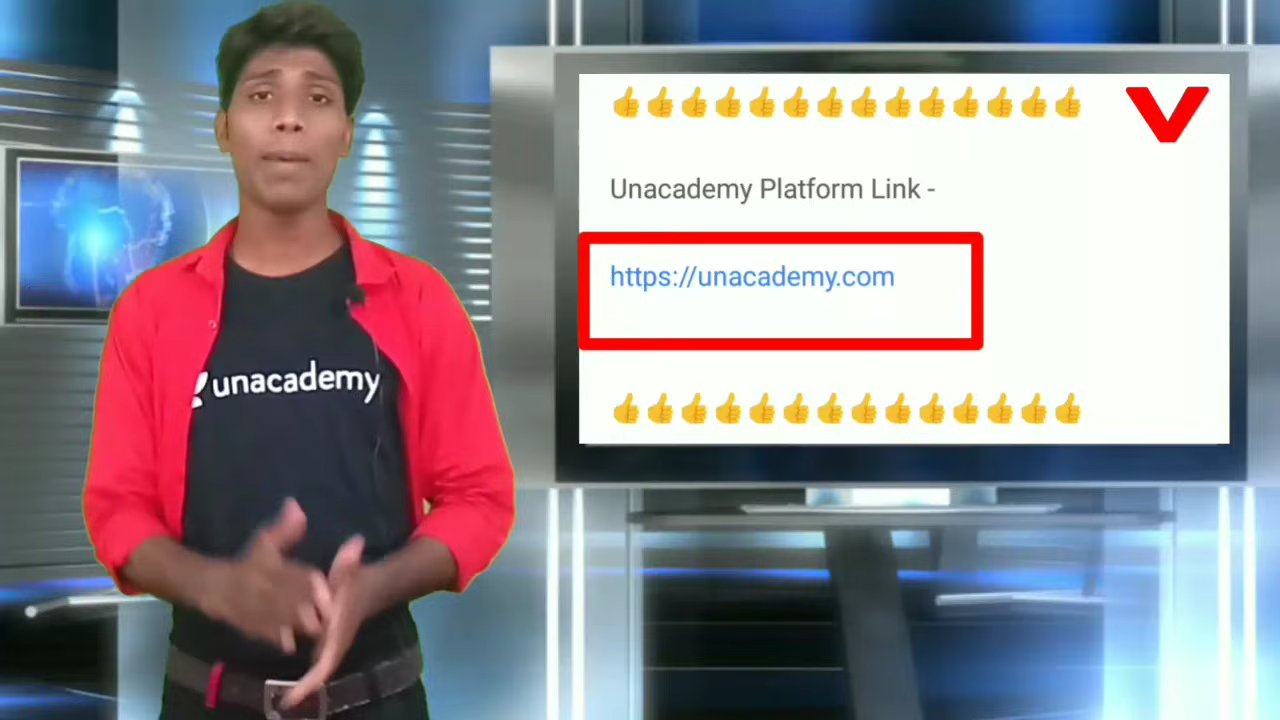 👍👍👍👍👍👍👍👍👍👍👍👍👍👍
Unacademy Platform Link -
https://unacademy.com
👍👍👍👍👍👍👍👍👍👍👍👍👍👍
unacademy